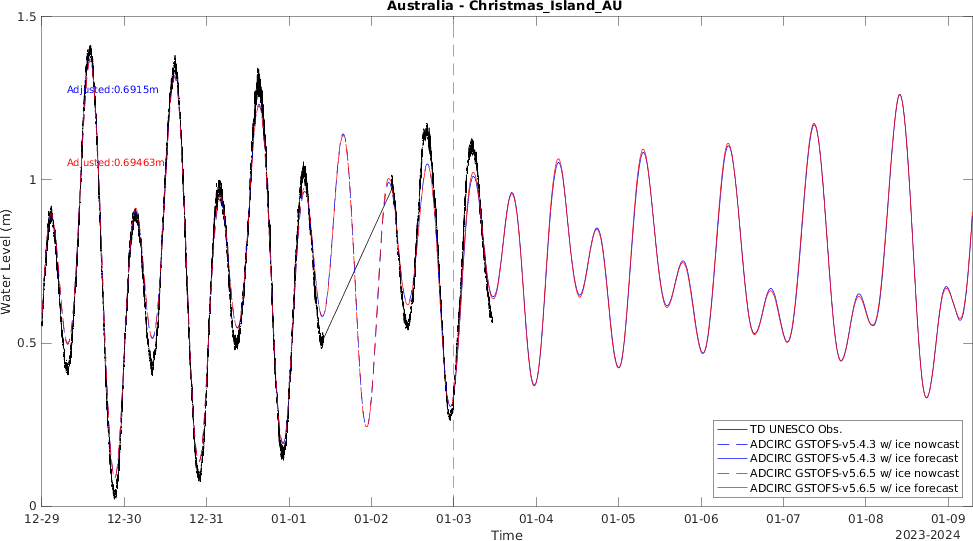 Australia - Christmas_Island_AU
1.5
Adjusted:0.6915m
Adjusted:0.69463m
1
Water Level (m)
0.5
TD UNESCO Obs.
ADCIRC GSTOFS-v5.4.3 w/ ice nowcast
ADCIRC GSTOFS-v5.4.3 w/ ice forecast
ADCIRC GSTOFS-v5.6.5 w/ ice nowcast
ADCIRC GSTOFS-v5.6.5 w/ ice forecast
0
12-29 12-30 12-31 01-01 01-02 01-03 01-04 01-05 01-06 01-07 01-08 01-09
Time
2023-2024